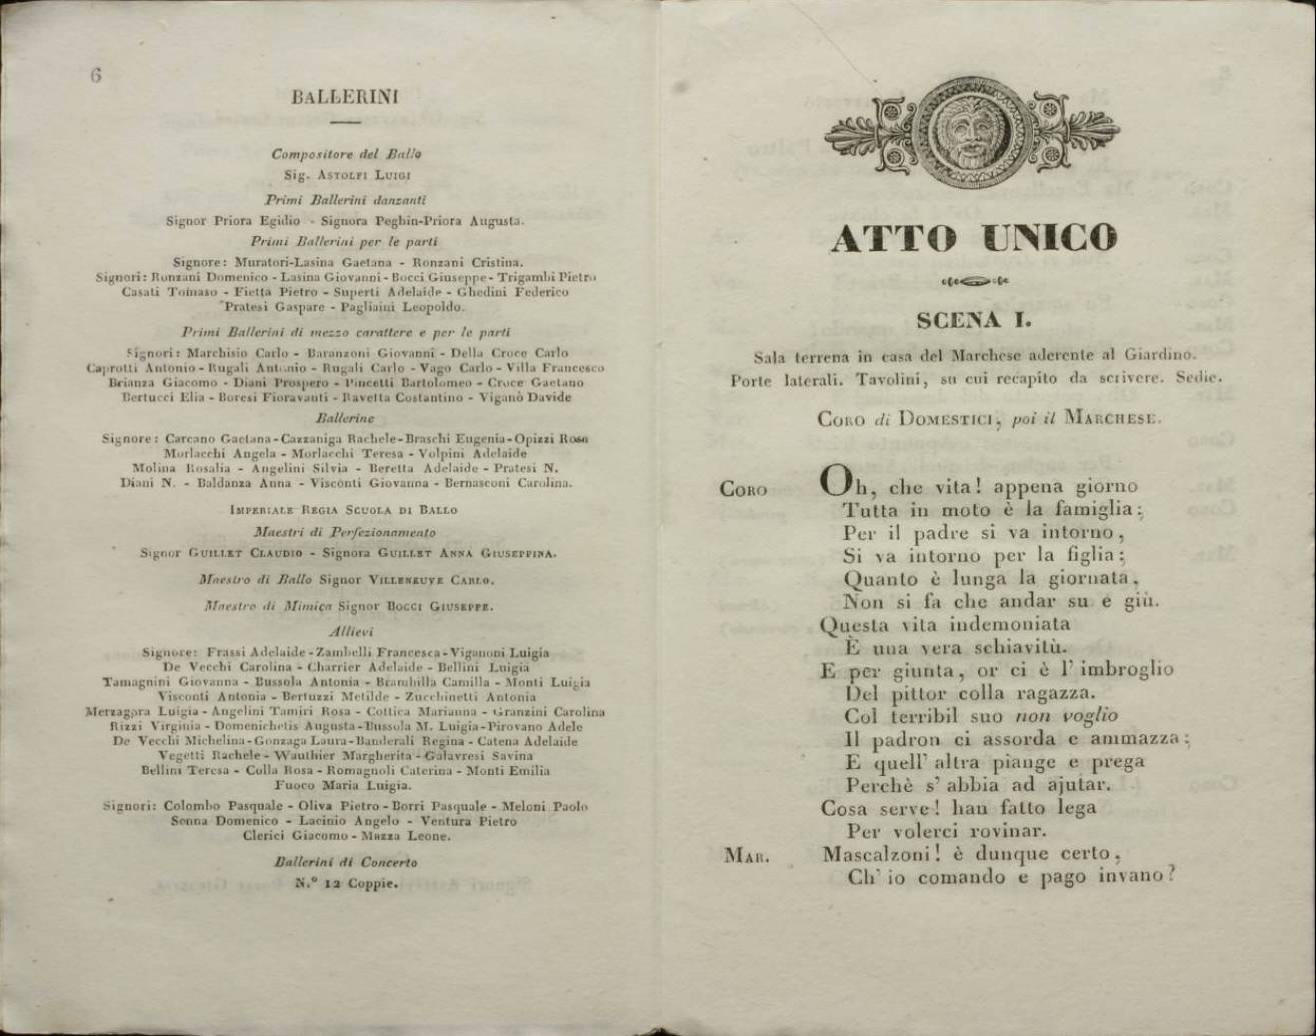 6
BALLERINI
Compositore del Ballo
Sig. Astolfi Luigi
Primi Ballerini danzanti
Signor Priora Egidio - Signora Peghin-Priora Augusta.
Primi Ballerini per le parti
Signore: Muratori-Lasina Gaetana - Ronzani Cristina.
Signori: Ronzani Domenico - Lasina Giovanni - Bocci Giuseppe - Trigambi Pietro
Casati Tomaso - Fietta Pietro - Superti Adelaide - Ghedini Federico
Pratesi Gaspare - Pagliaini Leopoldo.
Primi Ballerini di mezzo carattere e per le parti
Signori: Marchisio Carlo - Baranzoni Giovanni - Della Croce Carlo
Caprotti Antonio - Rugali Antonio - Rugali Carlo - Vago Carlo - Villa Francesco
Brianza Giacomo - Diani Prospero - Pincetti Bartolomeo - Croce Gaetano
Bertucci Elia - Boresi Fioravanti - Ravetta Costantino - Viganò Davide
Ballerine
Signore: Carcano Gaetana - Cazzaniga Rachele - Braschi Eugenia - Opizzi Rosa
Morlacchi Angela - Morlacchi Teresa - Volpini Adelaide
Molina Rosalia - Angelini Silvia - Beretta Adelaide - Pratesi N.
Diani N. - Baldanza Anna - Visconti Giovanna - Bernasconi Carolina.
Imperiale Regia Scuola di Ballo
Maestri di Perfezionamento
Signor Guillet Claudio - Signora Guillet Anna Giuseppina.
Maestro di Ballo Signor Villeneuve Carlo.
Maestro di Mimica Signor Bocci Giuseppe.
Allievi
Signore: Frassi Adelaide - Zambelli Francesca - Viganoni Luigia
De Vecchi Carolina - Charrier Adelaide - Bellini Luigia
Tamagnini Giovanna - Bussola Antonia - Brambilla Camilla - Monti Luigia
Visconti Antonia - Bertuzzi Metilde - Zucchinetti Antonia
Merzagora Luigia - Angelini Tamiri Rosa - Cottica Marianna - Granzini Carolina
Rizzi Virginia - Domenichetis Augusta - Bussola M. Luigia - Pirovano Adele
De Vecchi Michelina - Gonzaga Laura - Banderali Regina - Catena Adelaide
Vegetti Rachele - Wauthier Margherita - Galavresi Savina
Bellini Teresa - Colla Rosa - Romagnoli Caterina - Monti Emilia
Fuoco Maria Luigia.
Signori: Colombo Pasquale - Oliva Pietro - Borri Pasquale - Meloni Paolo
Senna Domenico - Lacinio Angelo - Ventura Pietro
Clerici Giacomo - Mazza Leone.
Ballerini di Concerto
N.° 12 Coppie.
ATTO UNICO
SCENA I.
Sala terrena in casa del Marchese aderente al Giardino.
Porte laterali. Tavolini, su cui recapito da scrivere. Sedie.
Coro di Domestici, poi il Marchese.
Coro Oh, che vita! appena giorno
Tutta in moto è la famiglia;
Per il padre si va intorno,
Si va intorno per la figlia;
Quanto è lunga la giornata,
Non si fa che andar su e giù.
Questa vita indemoniata
È una vera schiavitù.
E per giunta, or ci è l' imbroglio
Del pittor colla ragazza.
Col terribil suo non voglio
Il padron ci assorda e ammazza;
E quell' altra piange e prega
Perchè s' abbia ad ajutar.
Cosa serve! han fatto lega
Per volerci rovinar.
Mar. Mascalzoni! è dunque certo,
Ch' io comando e pago invano?